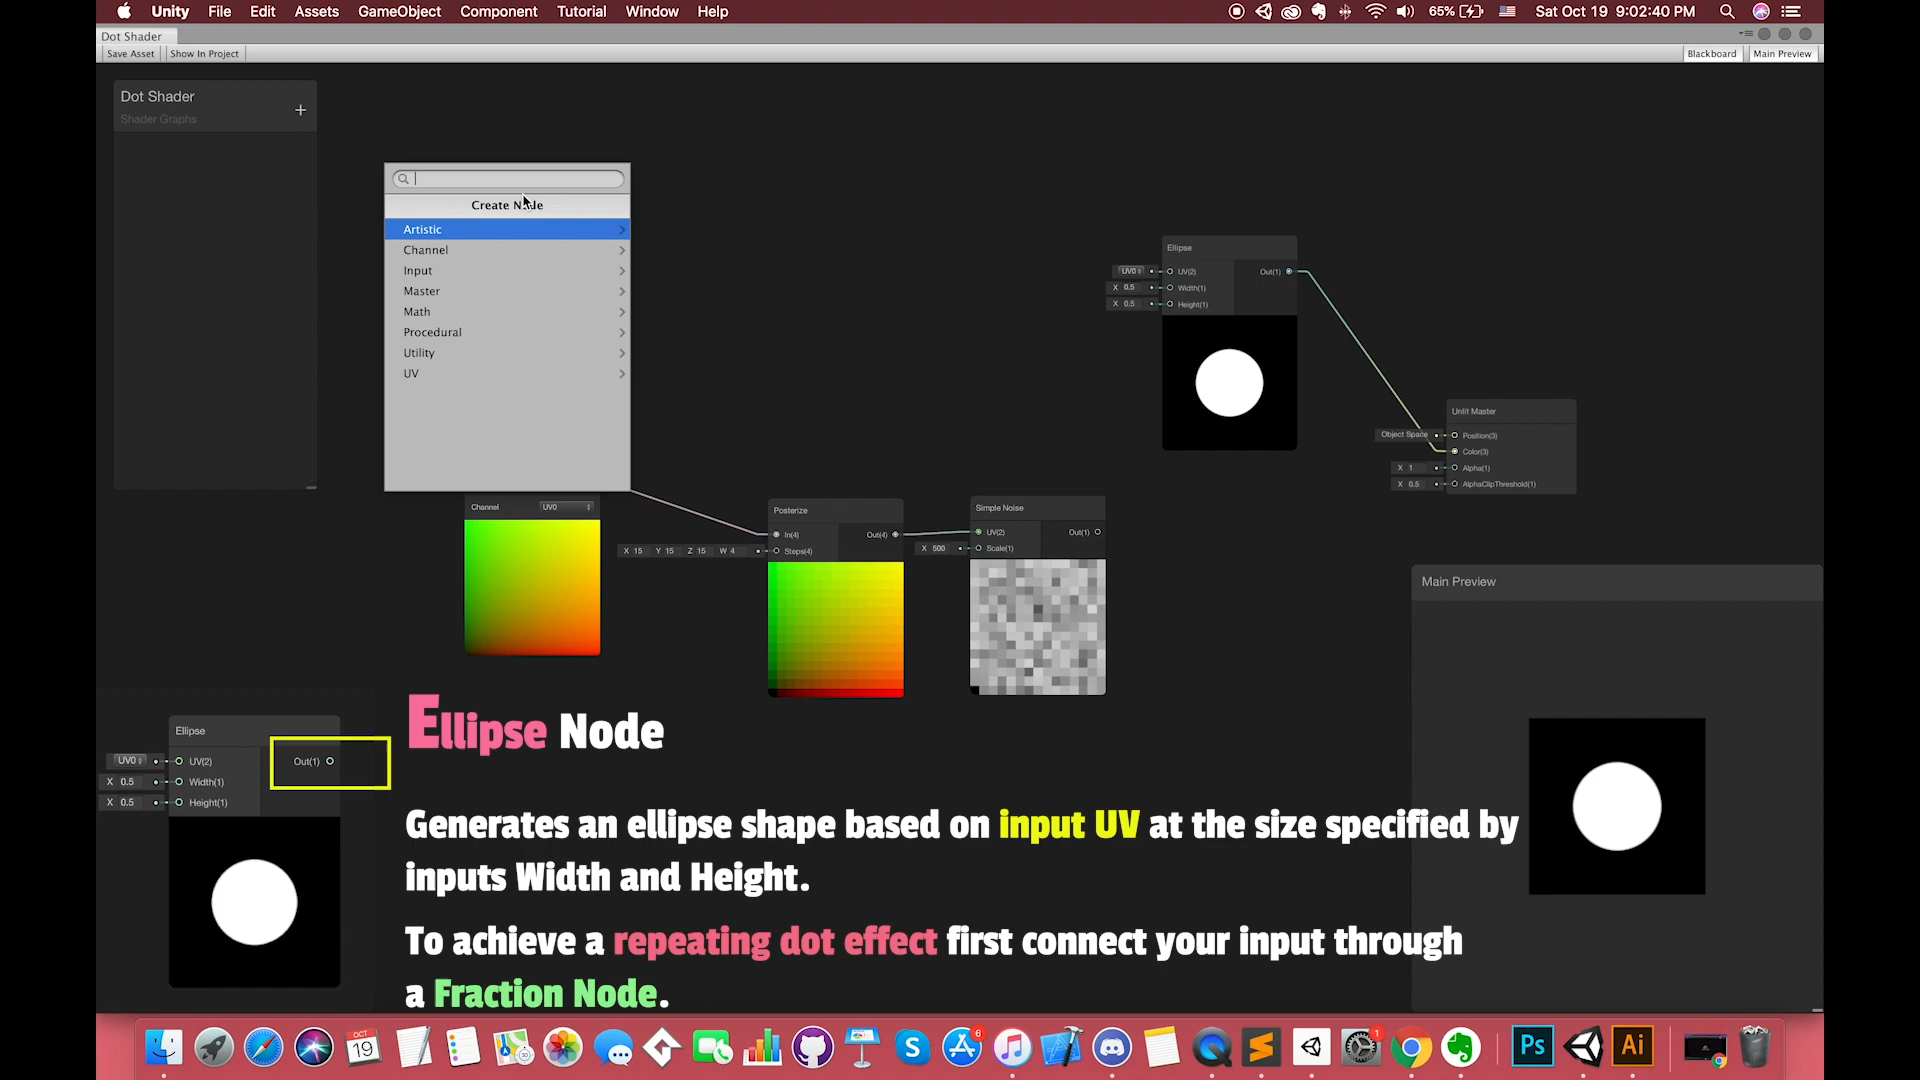 Unity File Edit Assets GameObject Component Tutorial Window Help
65% Sat Oct 19 9:02:40 PM
Dot Shader
Save Asset Show In Project
Blackboard Main Preview
Dot Shader
Shader Graphs
+
Create Node
Artistic
Channel
Input
Master
Math
Procedural
Utility
UV
Ellipse
UV0 UV(2) Out(1)
X 0.5 Width(1)
X 0.5 Height(1)
Unlit Master
Object Space Position(3)
Color(3)
X 1 Alpha(1)
X 0.5 AlphaClipThreshold(1)
Channel UV0
Posterize
In(4) Out(4)
X 15 Y 15 Z 15 W 4 Steps(4)
Simple Noise
UV(2) Out(1)
X 500 Scale(1)
Main Preview
Ellipse
UV0 UV(2) Out(1)
X 0.5 Width(1)
X 0.5 Height(1)
Ellipse Node
Generates an ellipse shape based on input UV at the size specified by
inputs Width and Height.
To achieve a repeating dot effect first connect your input through
a Fraction Node.
OCT
19
3D
S
6
1
Ps
Ai